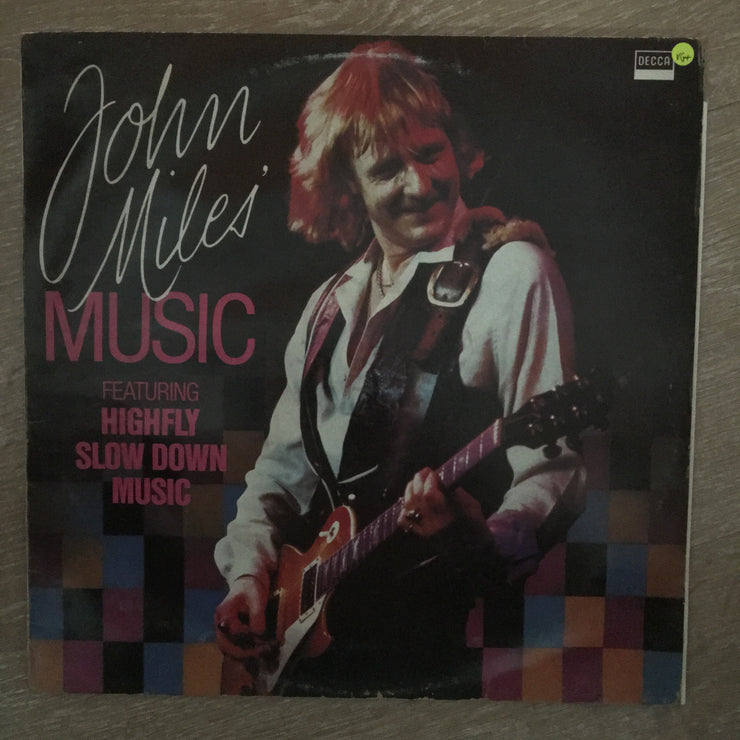 John
Miles'
MUSIC
FEATURING
HIGHFLY
SLOW DOWN
MUSIC
DECCA